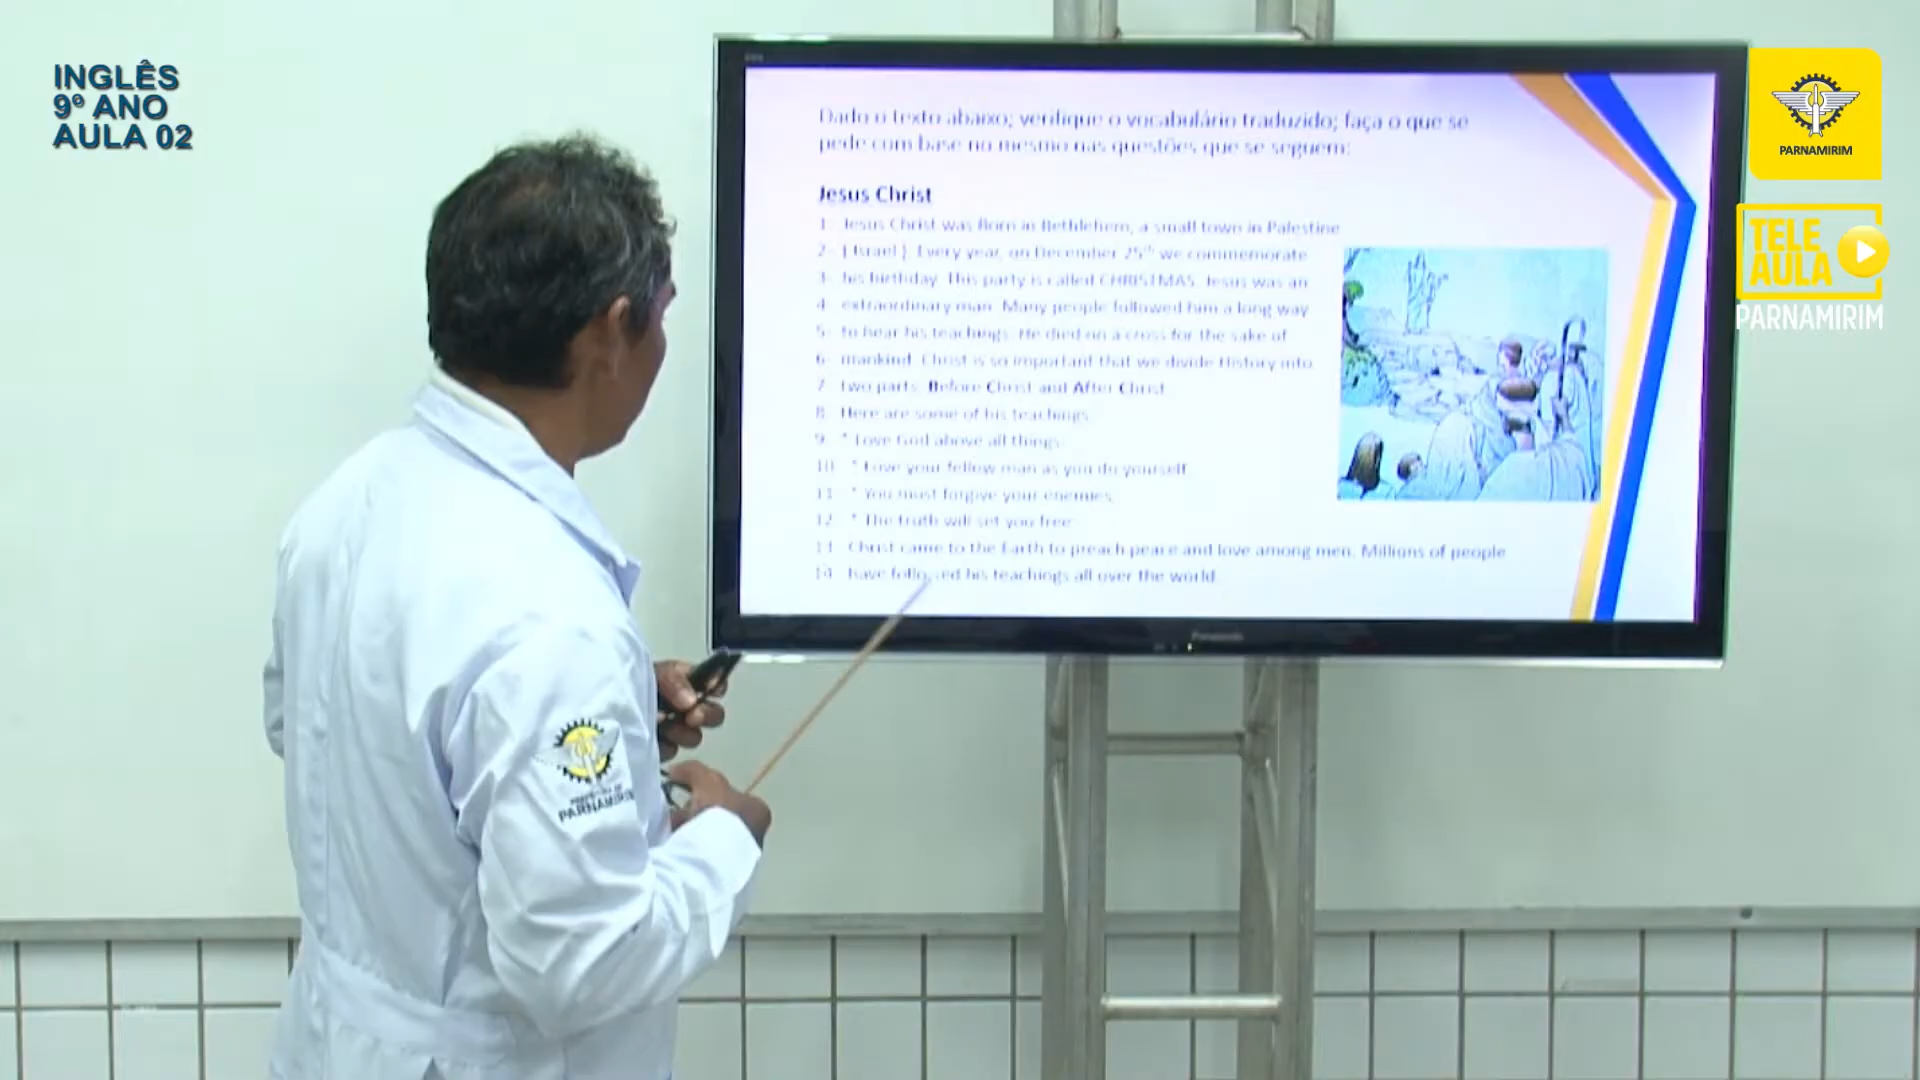 INGLÊS
9º ANO
AULA 02
Dado o texto abaixo; verifique o vocabulário traduzido; faça o que se
pede com base no mesmo nas questões que se seguem:
Jesus Christ
1- Jesus Christ was Born in Bethlehem, a small town in Palestine
2- ( Israel ). Every year, on December 25th we commemorate
3- his birthday. This party is called CHRISTMAS. Jesus was an
4- extraordinary man. Many people followed him a long way
5- to hear his teachings. He died on a cross for the sake of
6- mankind. Christ is so important that we divide History into
7- two parts: Before Christ and After Christ
8- Here are some of his teachings
9- * Love God above all things
10- * Love your fellow man as you do yourself
11- * You must forgive your enemies.
12- * The truth will set you free
13- Christ came to the Earth to preach peace and love among men. Millions of people
14- have followed his teachings all over the world.
Panasonic
PARNAMIRIM
TELE
AULA
PARNAMIRIM
PREFEITURA DE
PARNAMIRIM